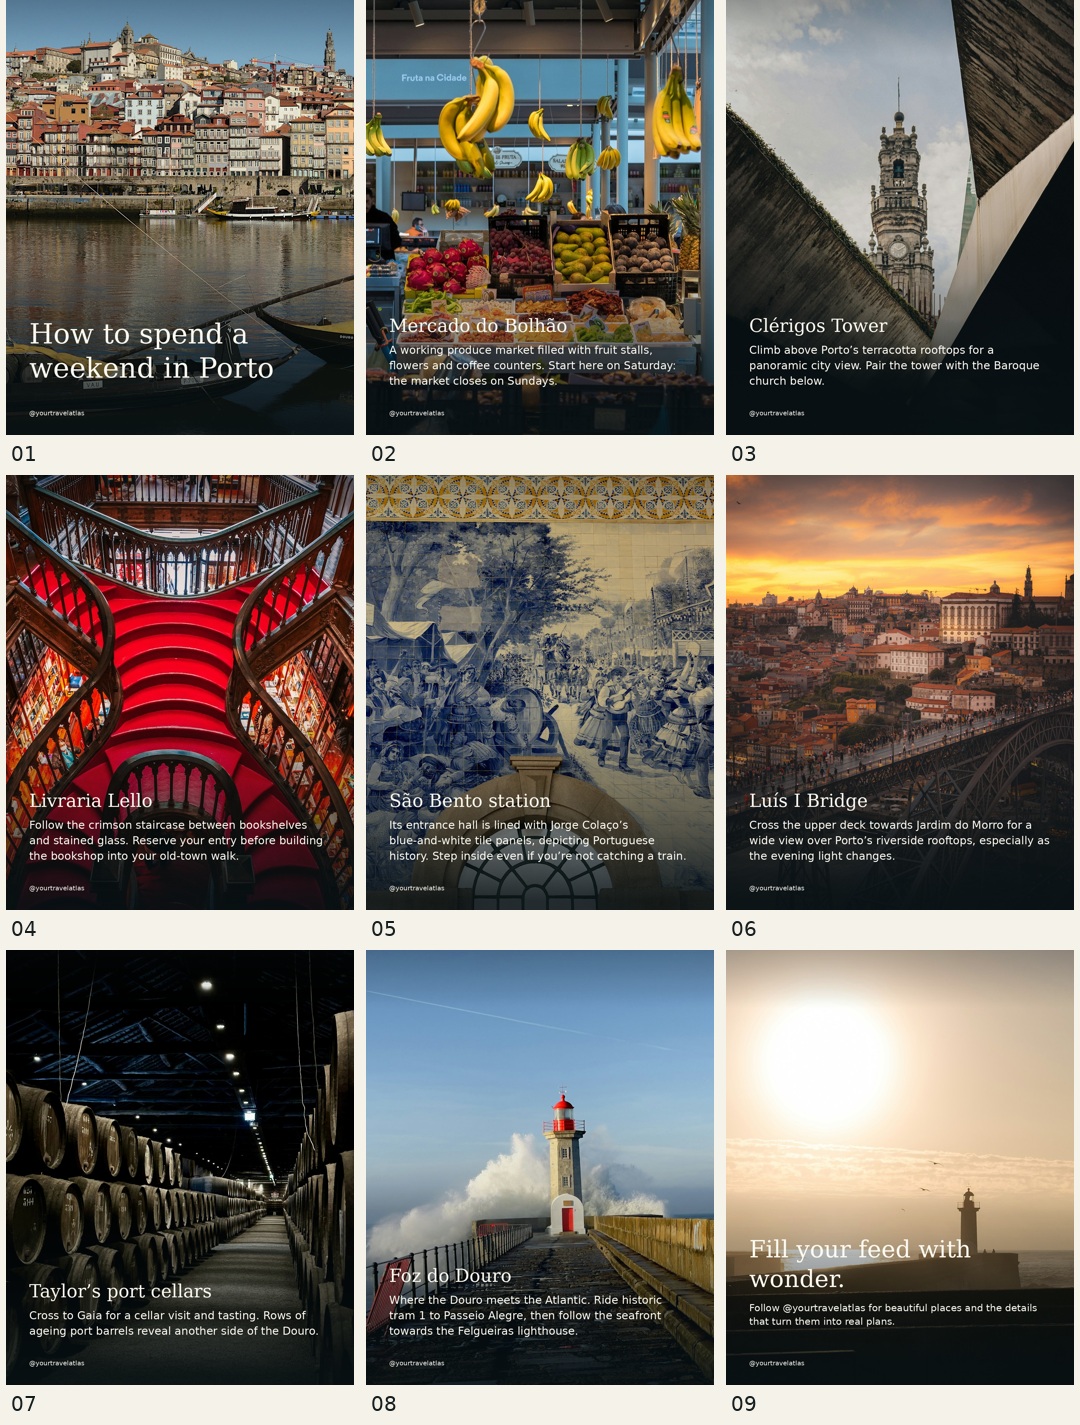 Fruta na Cidade
How to spend a
weekend in Porto
@yourtravelatlas
01
Mercado do Bolhão
A working produce market filled with fruit stalls,
flowers and coffee counters. Start here on Saturday:
the market closes on Sundays.
@yourtravelatlas
02
Clérigos Tower
Climb above Porto’s terracotta rooftops for a
panoramic city view. Pair the tower with the Baroque
church below.
@yourtravelatlas
03
Livraria Lello
Follow the crimson staircase between bookshelves
and stained glass. Reserve your entry before building
the bookshop into your old-town walk.
@yourtravelatlas
04
São Bento station
Its entrance hall is lined with Jorge Colaço’s
blue-and-white tile panels, depicting Portuguese
history. Step inside even if you’re not catching a train.
@yourtravelatlas
05
Luís I Bridge
Cross the upper deck towards Jardim do Morro for a
wide view over Porto’s riverside rooftops, especially as
the evening light changes.
@yourtravelatlas
06
Taylor’s port cellars
Cross to Gaia for a cellar visit and tasting. Rows of
ageing port barrels reveal another side of the Douro.
@yourtravelatlas
07
Foz do Douro
Where the Douro meets the Atlantic. Ride historic
tram 1 to Passeio Alegre, then follow the seafront
towards the Felgueiras lighthouse.
@yourtravelatlas
08
Fill your feed with
wonder.
Follow @yourtravelatlas for beautiful places and the details
that turn them into real plans.
@yourtravelatlas
09